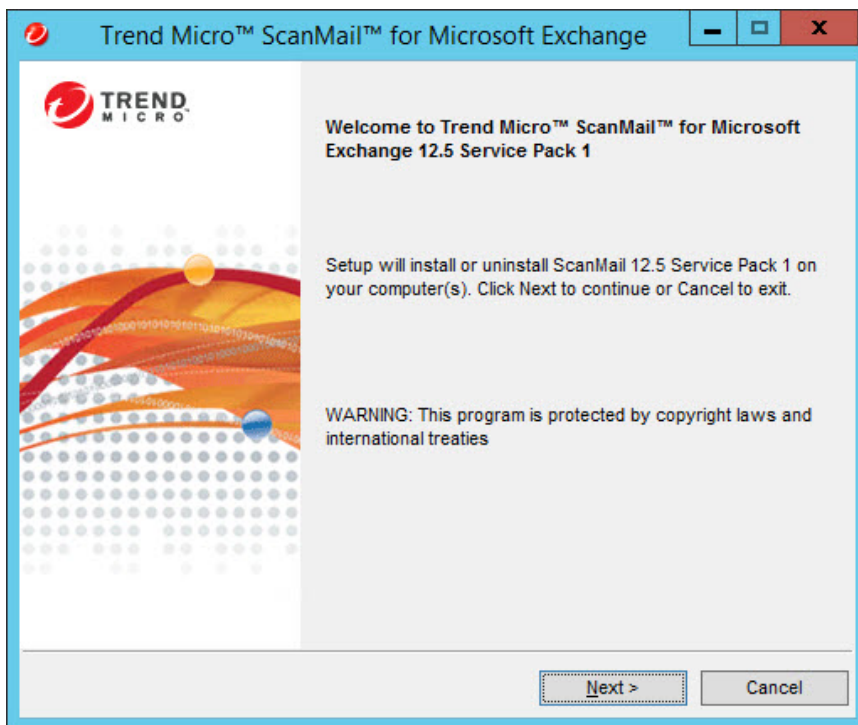 Trend Micro™ ScanMail™ for Microsoft Exchange
TREND
MICRO™
Welcome to Trend Micro™ ScanMail™ for Microsoft
Exchange 12.5 Service Pack 1
Setup will install or uninstall ScanMail 12.5 Service Pack 1 on
your computer(s). Click Next to continue or Cancel to exit.
WARNING: This program is protected by copyright laws and
international treaties
Next >
Cancel